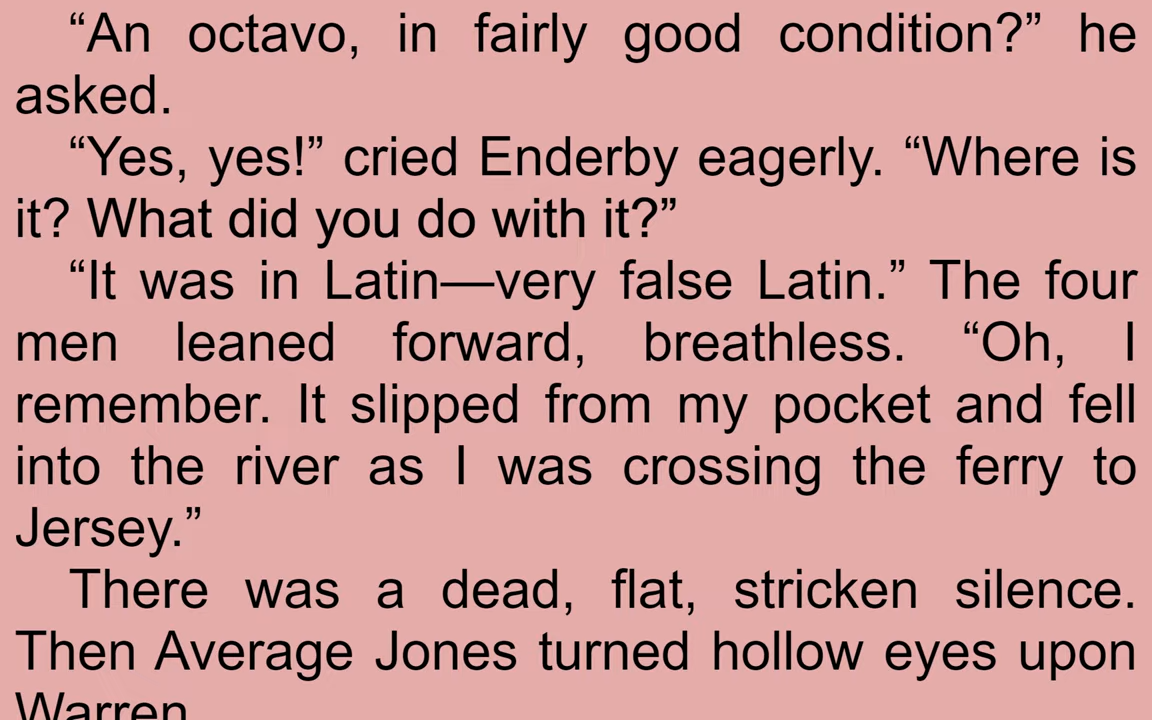 “An octavo, in fairly good condition?” he
asked.
“Yes, yes!” cried Enderby eagerly. “Where is
it? What did you do with it?”
“It was in Latin—very false Latin.” The four
men leaned forward, breathless. “Oh, I
remember. It slipped from my pocket and fell
into the river as I was crossing the ferry to
Jersey.”
There was a dead, flat, stricken silence.
Then Average Jones turned hollow eyes upon
Warren